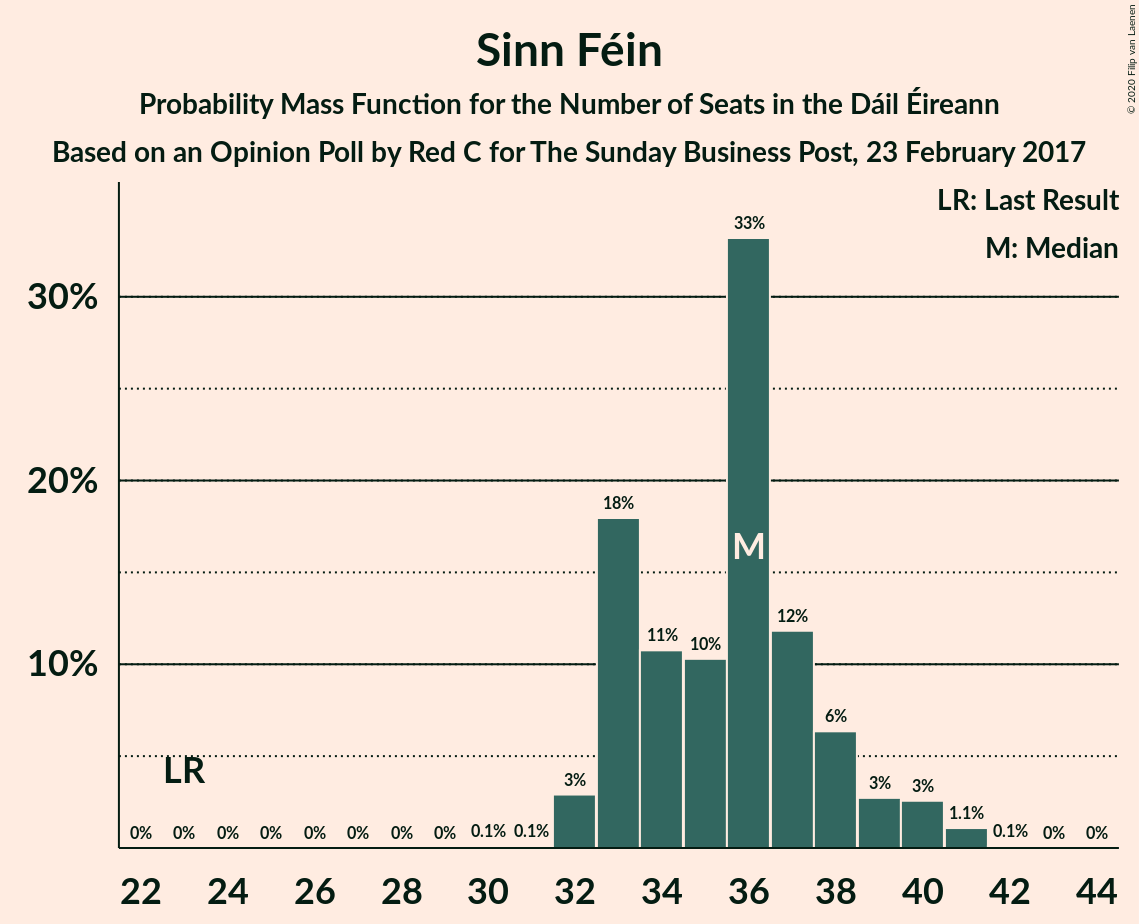 Sinn Féin
Probability Mass Function for the Number of Seats in the Dáil Éireann
Based on an Opinion Poll by Red C for The Sunday Business Post, 23 February 2017
© 2020 Filip van Laenen
LR: Last Result
M: Median
30%
20%
10%
LR
M
0% 0% 0% 0% 0% 0% 0% 0% 0.1% 0.1% 3% 18% 11% 10% 33% 12% 6% 3% 3% 1.1% 0.1% 0% 0%
22 24 26 28 30 32 34 36 38 40 42 44